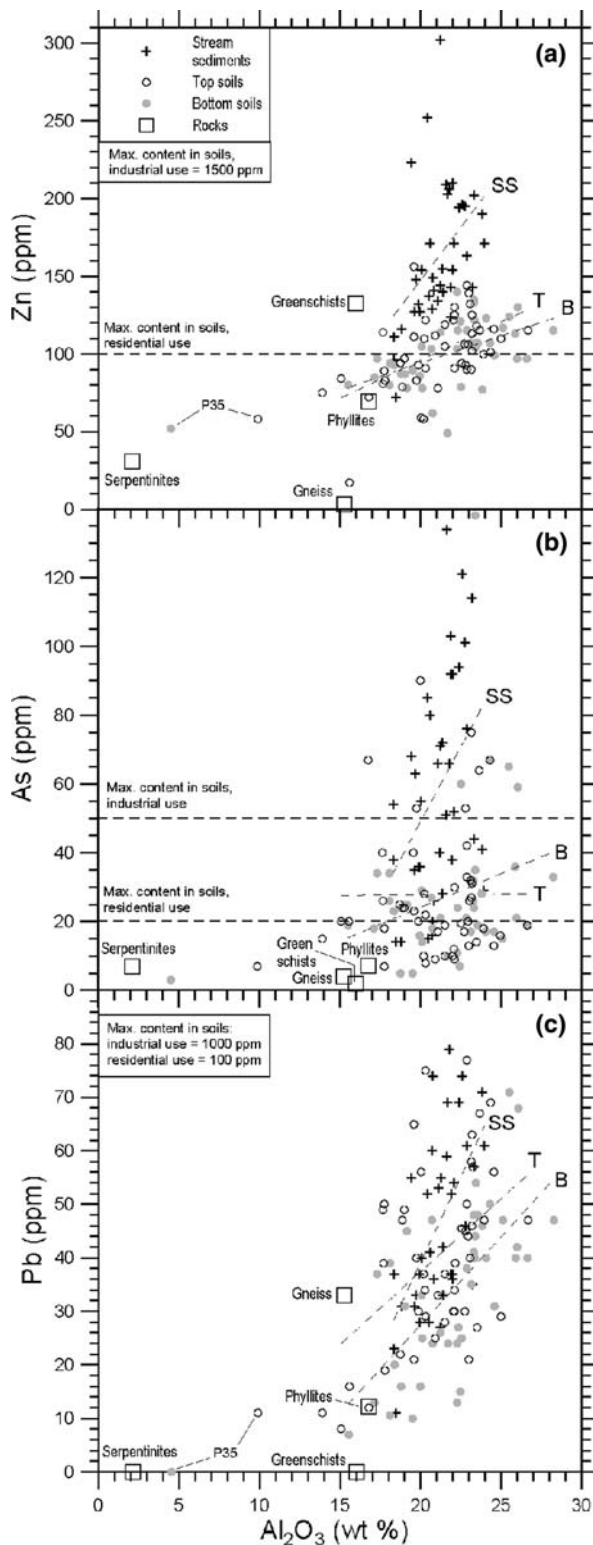 (a)
Stream
sediments
Top soils
Bottom soils
Rocks
Max. content in soils,
industrial use = 1500 ppm
300
250
200
150
100
50
0
Zn (ppm)
SS
Greenschists
T
B
Max. content in soils,
residential use
P35
Phyllites
Serpentinites
Gneiss
(b)
120
100
80
60
40
20
0
As (ppm)
SS
Max. content in soils,
industrial use
B
T
Max. content in soils,
residential use
Serpentinites
Green
schists
Phyllites
Gneiss
(c)
Max. content in soils:
industrial use = 1000 ppm
residential use = 100 ppm
80
70
60
50
40
30
20
10
0
Pb (ppm)
SS
T
B
Gneiss
Phyllites
Serpentinites
P35
Greenschists
0 5 10 15 20 25 30
Al₂O₃ (wt %)